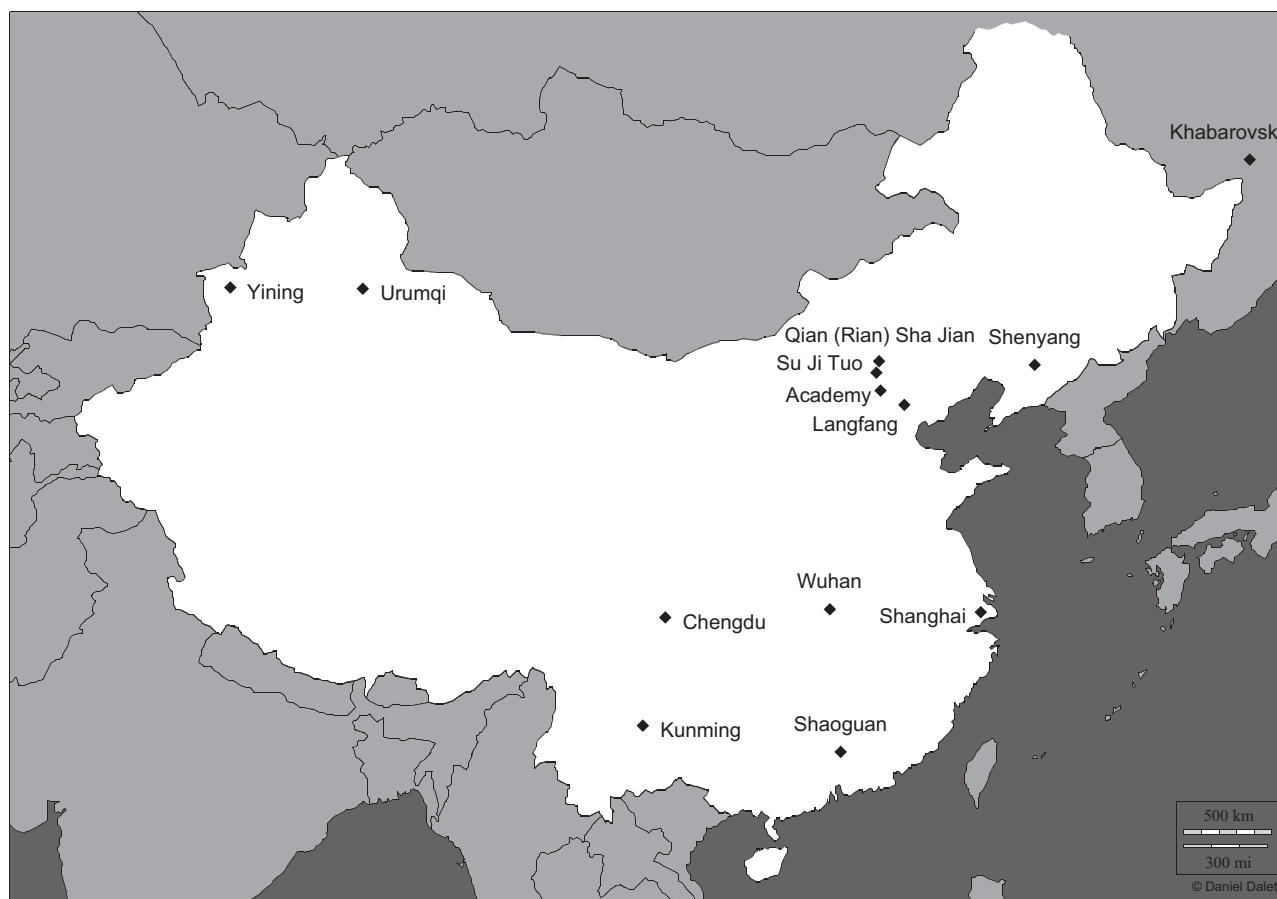 Khabarovsk
Yining
Urumqi
Qian (Rian) Sha Jian
Shenyang
Su Ji Tuo
Academy
Langfang
Wuhan
Chengdu
Shanghai
Kunming
Shaoguan
500 km
300 mi
© Daniel Dalet